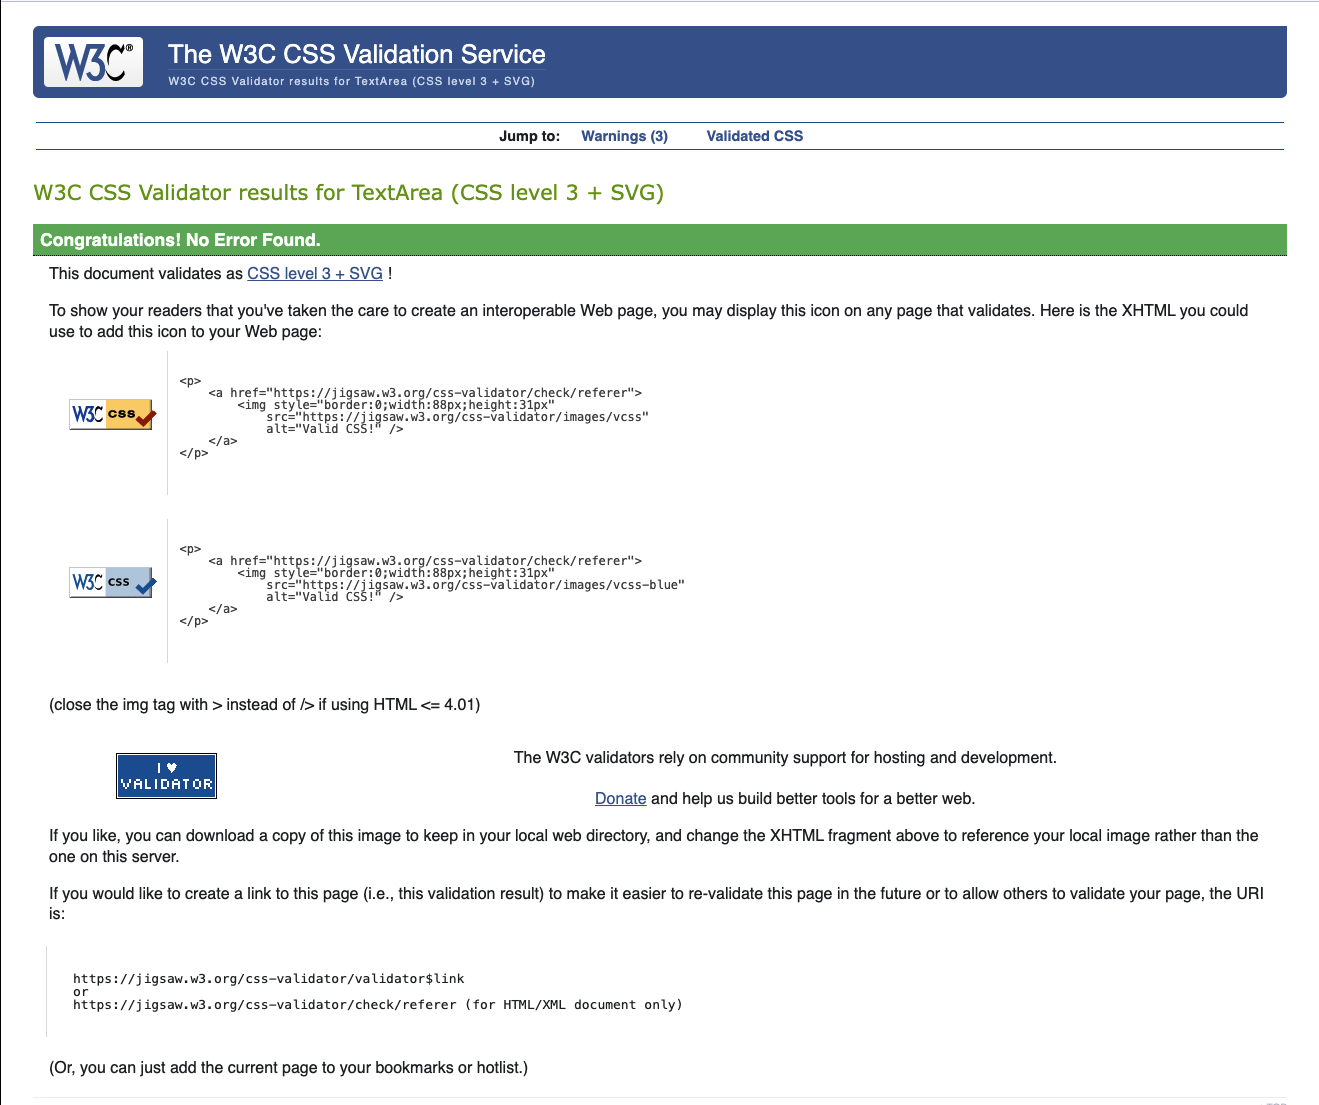 W3C®
The W3C CSS Validation Service
W3C CSS Validator results for TextArea (CSS level 3 + SVG)
Jump to: Warnings (3) Validated CSS
W3C CSS Validator results for TextArea (CSS level 3 + SVG)
Congratulations! No Error Found.
This document validates as CSS level 3 + SVG !
To show your readers that you've taken the care to create an interoperable Web page, you may display this icon on any page that validates. Here is the XHTML you could
use to add this icon to your Web page:
W3C css
<p>
    <a href="https://jigsaw.w3.org/css-validator/check/referer">
        <img style="border:0;width:88px;height:31px"
            src="https://jigsaw.w3.org/css-validator/images/vcss"
            alt="Valid CSS!" />
    </a>
</p>
W3C css
<p>
    <a href="https://jigsaw.w3.org/css-validator/check/referer">
        <img style="border:0;width:88px;height:31px"
            src="https://jigsaw.w3.org/css-validator/images/vcss-blue"
            alt="Valid CSS!" />
    </a>
</p>
(close the img tag with > instead of /> if using HTML <= 4.01)
I ♥
VALIDATOR
The W3C validators rely on community support for hosting and development.
Donate and help us build better tools for a better web.
If you like, you can download a copy of this image to keep in your local web directory, and change the XHTML fragment above to reference your local image rather than the
one on this server.
If you would like to create a link to this page (i.e., this validation result) to make it easier to re-validate this page in the future or to allow others to validate your page, the URI
is:
https://jigsaw.w3.org/css-validator/validator$link
or
https://jigsaw.w3.org/css-validator/check/referer (for HTML/XML document only)
(Or, you can just add the current page to your bookmarks or hotlist.)